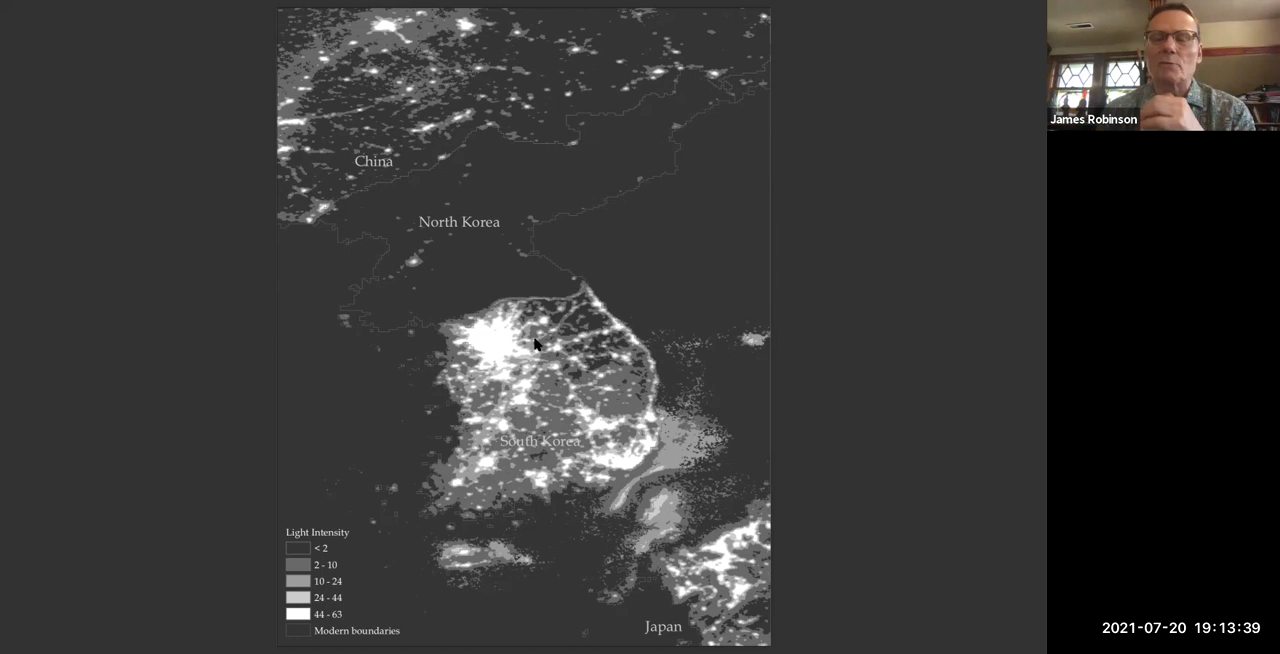 China
North Korea
South Korea
Light Intensity
< 2
2 - 10
10 - 24
24 - 44
44 - 63
Modern boundaries
Japan
James Robinson
2021-07-20 19:13:39